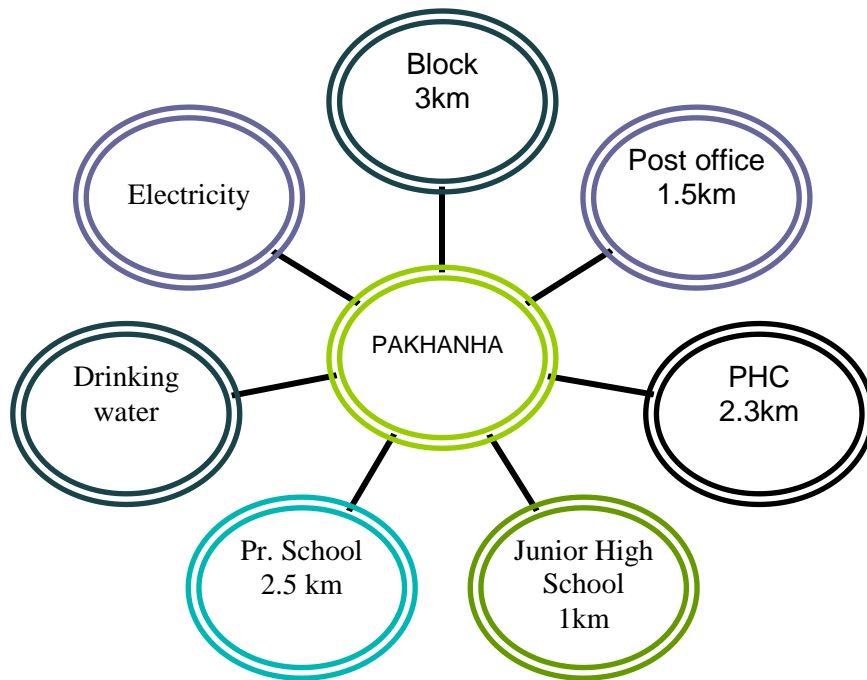 Block
3km
Post office
1.5km
Electricity
PAKHANHA
Drinking
water
PHC
2.3km
Pr. School
2.5 km
Junior High
School
1km